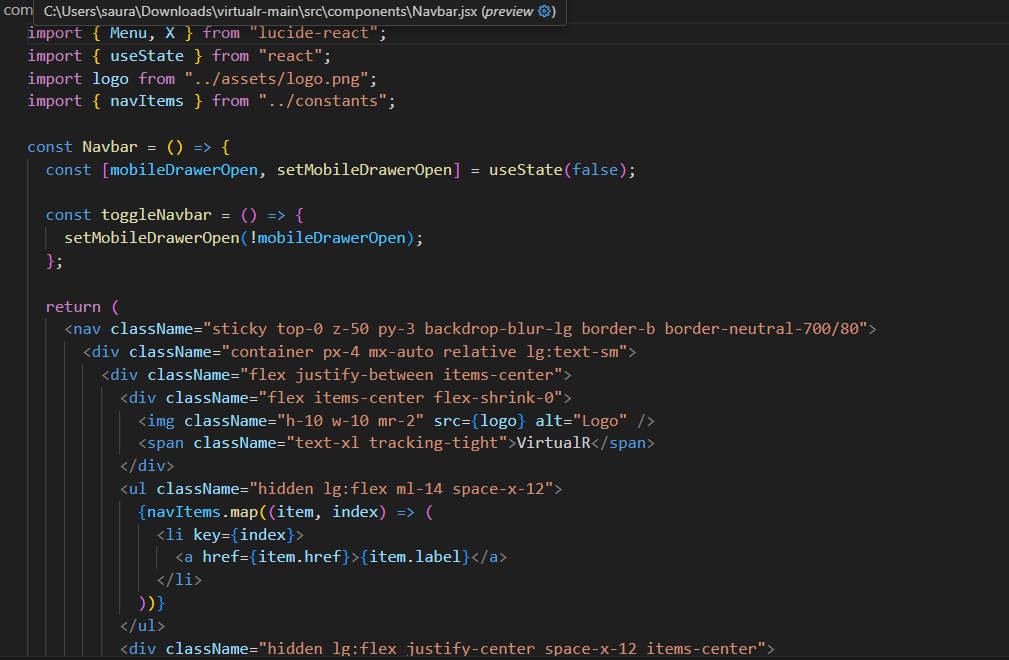 com
C:\Users\saura\Downloads\virtualr-main\src\components\Navbar.jsx (preview ⚙)
import { Menu, X } from "lucide-react";
import { useState } from "react";
import logo from "../assets/logo.png";
import { navItems } from "../constants";
const Navbar = () => {
const [mobileDrawerOpen, setMobileDrawerOpen] = useState(false);
const toggleNavbar = () => {
setMobileDrawerOpen(!mobileDrawerOpen);
};
return (
<nav className="sticky top-0 z-50 py-3 backdrop-blur-lg border-b border-neutral-700/80">
<div className="container px-4 mx-auto relative lg:text-sm">
<div className="flex justify-between items-center">
<div className="flex items-center flex-shrink-0">
<img className="h-10 w-10 mr-2" src={logo} alt="Logo" />
<span className="text-xl tracking-tight">VirtualR</span>
</div>
<ul className="hidden lg:flex ml-14 space-x-12">
{navItems.map((item, index) => (
<li key={index}>
<a href={item.href}>{item.label}</a>
</li>
))}
</ul>
<div className="hidden lg:flex justify-center space-x-12 items-center">